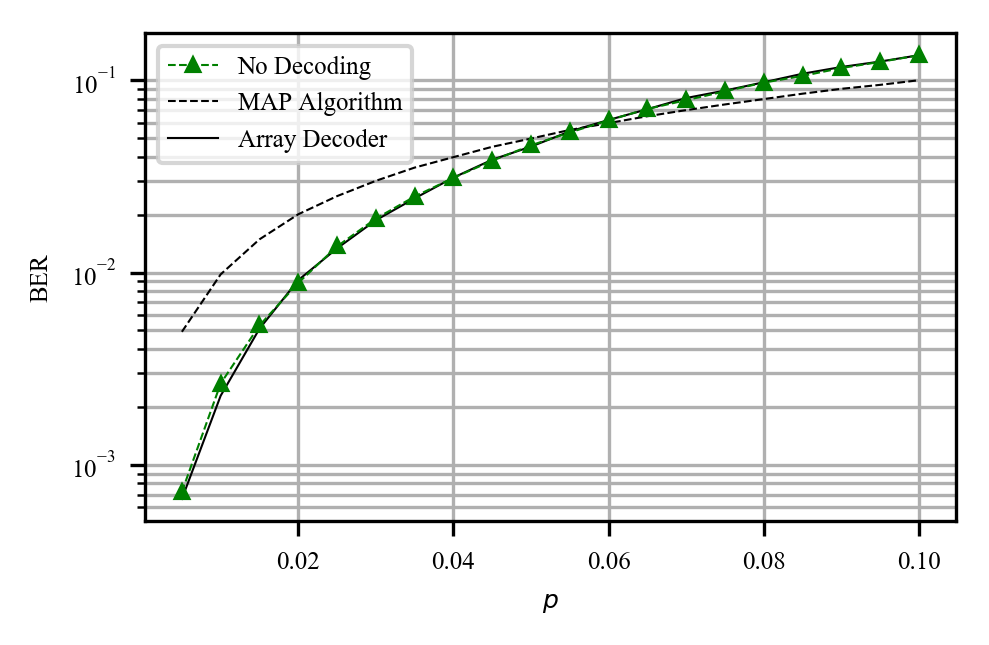 No Decoding
MAP Algorithm
Array Decoder
10⁻¹
10⁻²
10⁻³
BER
0.02 0.04 0.06 0.08 0.10
p